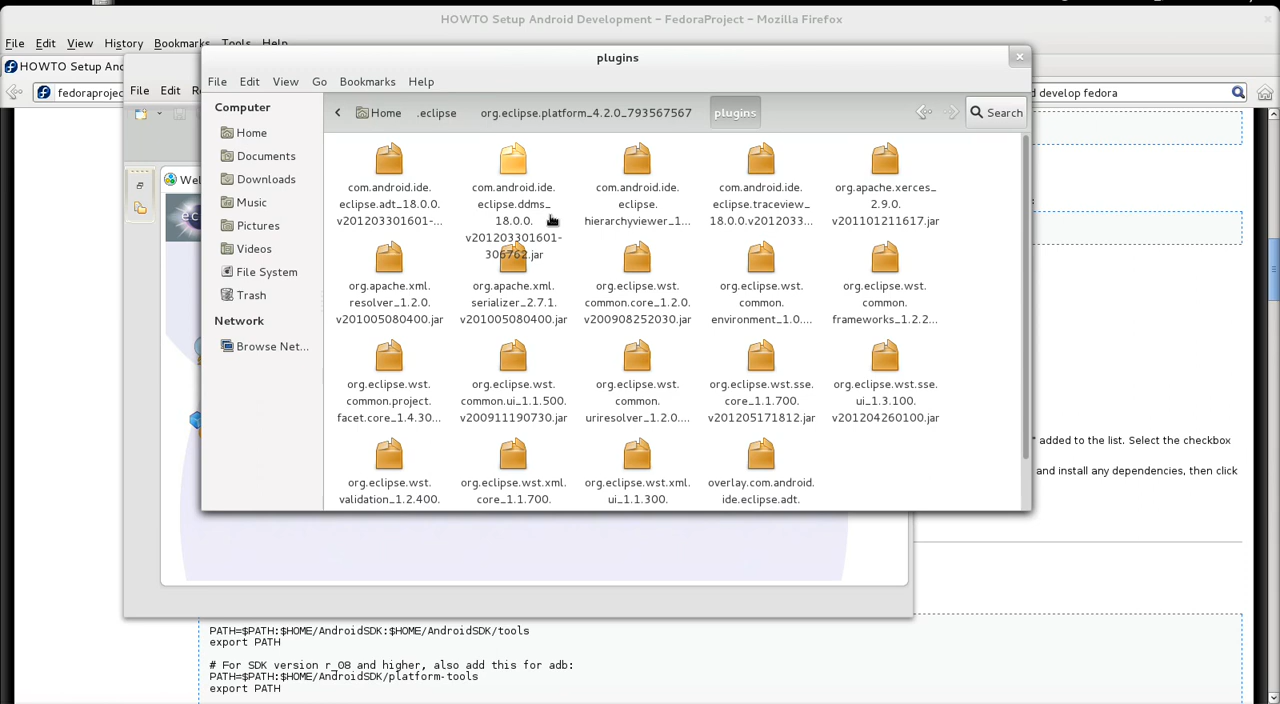 HOWTO Setup Android Development - FedoraProject - Mozilla Firefox
File Edit View History Bookmarks Tools Help
HOWTO Setup And
fedoraprojec
d develop fedora
File Edit R
Wel
ec
plugins
File Edit View Go Bookmarks Help
Computer
Home
Documents
Downloads
Music
Pictures
Videos
File System
Trash
Network
Browse Net...
Home .eclipse org.eclipse.platform_4.2.0_793567567 plugins Search
com.android.ide.
eclipse.adt_18.0.0.
v201203301601-...
com.android.ide.
eclipse.ddms_
18.0.0.
v201203301601-
306762.jar
com.android.ide.
eclipse.
hierarchyviewer_1...
com.android.ide.
eclipse.traceview_
18.0.0.v2012033...
org.apache.xerces_
2.9.0.
v201101211617.jar
org.apache.xml.
resolver_1.2.0.
v201005080400.jar
org.apache.xml.
serializer_2.7.1.
v201005080400.jar
org.eclipse.wst.
common.core_1.2.0.
v200908252030.jar
org.eclipse.wst.
common.
environment_1.0....
org.eclipse.wst.
common.
frameworks_1.2.2...
org.eclipse.wst.
common.project.
facet.core_1.4.30...
org.eclipse.wst.
common.ui_1.1.500.
v200911190730.jar
org.eclipse.wst.
common.
uriresolver_1.2.0....
org.eclipse.wst.sse.
core_1.1.700.
v201205171812.jar
org.eclipse.wst.sse.
ui_1.3.100.
v201204260100.jar
org.eclipse.wst.
validation_1.2.400.
org.eclipse.wst.xml.
core_1.1.700.
org.eclipse.wst.xml.
ui_1.1.300.
overlay.com.android.
ide.eclipse.adt.
added to the list. Select the checkbox
and install any dependencies, then click
PATH=$PATH:$HOME/AndroidSDK:$HOME/AndroidSDK/tools
export PATH
# For SDK version r_08 and higher, also add this for adb:
PATH=$PATH:$HOME/AndroidSDK/platform-tools
export PATH